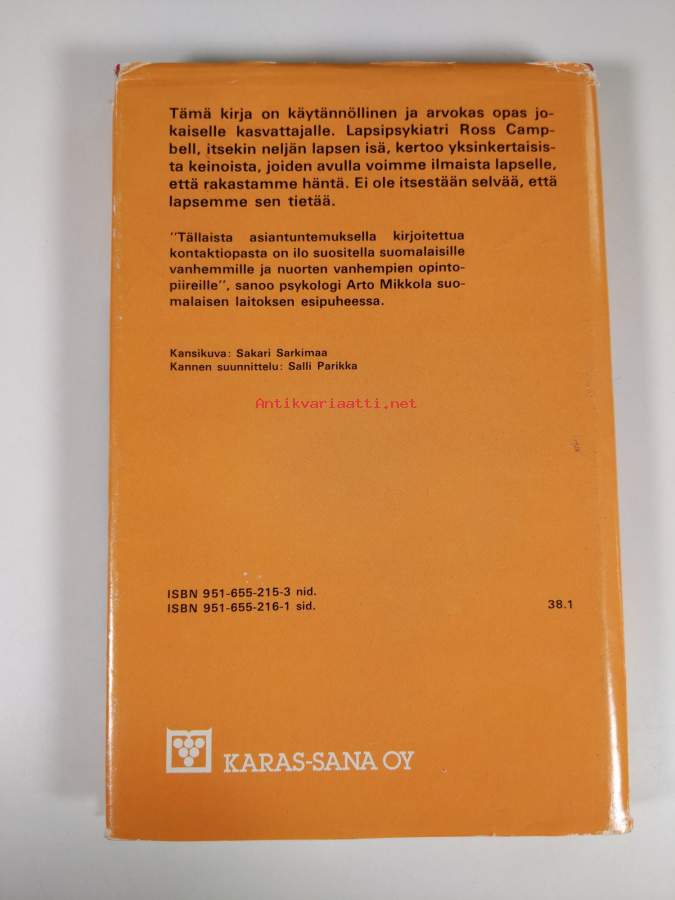 Tämä kirja on käytännöllinen ja arvokas opas jo-
kaiselle kasvattajalle. Lapsipsykiatri Ross Camp-
bell, itsekin neljän lapsen isä, kertoo yksinkertaisis-
ta keinoista, joiden avulla voimme ilmaista lapselle,
että rakastamme häntä. Ei ole itsestään selvää, että
lapsemme sen tietää.
"Tällaista asiantuntemuksella kirjoitettua
kontaktiopasta on ilo suositella suomalaisille
vanhemmille ja nuorten vanhempien opinto-
piireille", sanoo psykologi Arto Mikkola suo-
malaisen laitoksen esipuheessa.
Kansikuva: Sakari Sarkimaa
Kannen suunnittelu: Salli Parikka
Antikvariaatti.net
ISBN 951-655-215-3 nid.
ISBN 951-655-216-1 sid. 38.1
KARAS-SANA OY